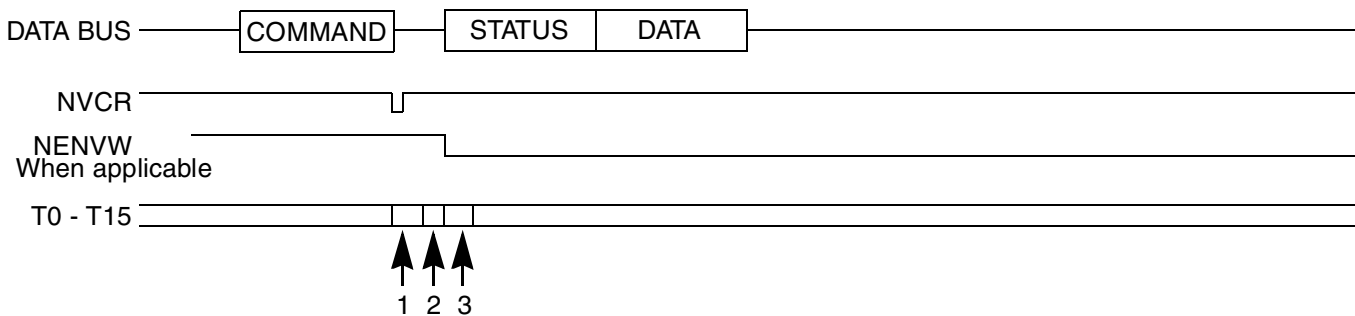 DATA BUS COMMAND STATUS DATA
NVCR
NENVW
When applicable
T0 - T15
1 2 3